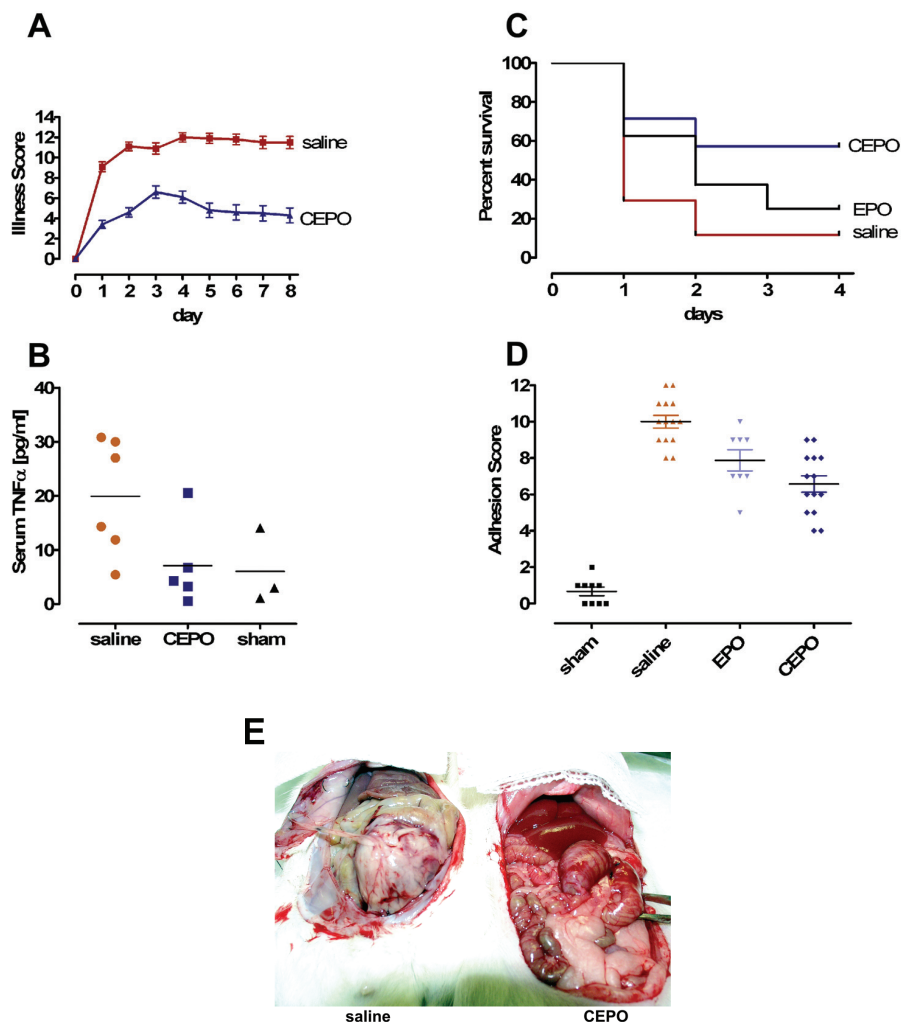 A
Illness Score
14
12
10
8
6
4
2
0
saline
CEPO
0 1 2 3 4 5 6 7 8
day
B
Serum TNFα [pg/ml]
40
30
20
10
0
saline CEPO sham
C
Percent survival
100
80
60
40
20
0
CEPO
EPO
saline
0 1 2 3 4
days
D
Adhesion Score
12
10
8
6
4
2
0
sham saline EPO CEPO
E
saline CEPO